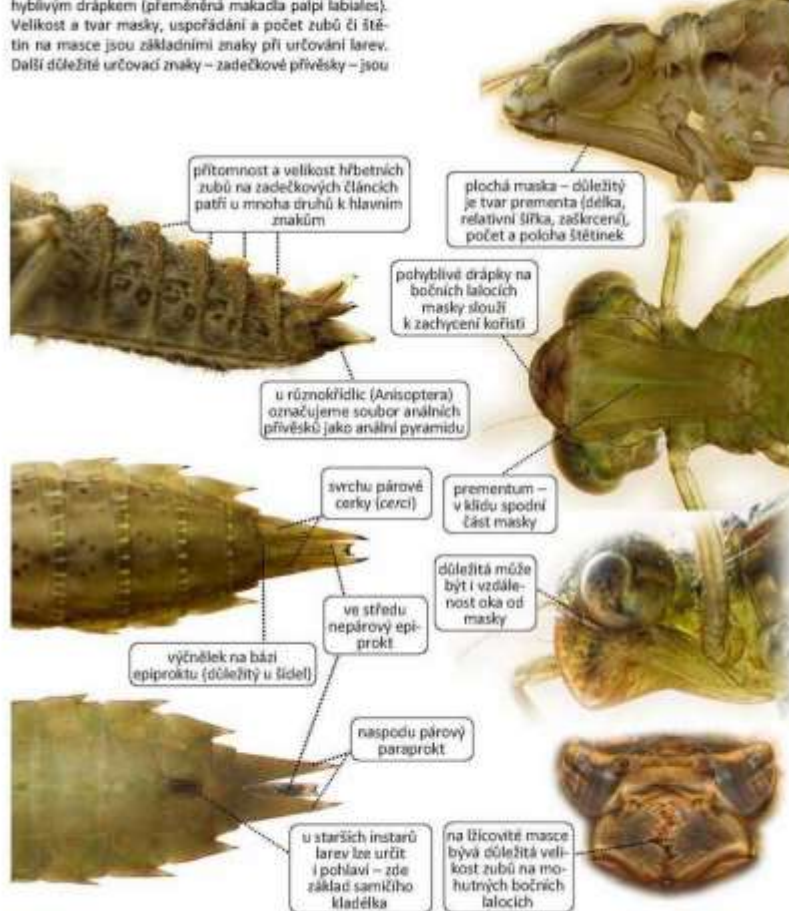 hyblivým drápkem (přeměněná makadla palpi labiales).
Velikost a tvar masky, uspořádání a počet zubů či ště-
tin na masce jsou základními znaky při určování larev.
Další důležité určovací znaky – zadečkové přívěsky – jsou
přítomnost a velikost hřbetních
zubů na zadečkových článcích
patří u mnoha druhů k hlavním
znakům
plochá maska – důležitý
je tvar prementa (délka,
relativní šířka, zaškrcení),
počet a poloha štětinek
pohyblivé drápky na
bočních lalocích
masky slouží
k zachycení kořisti
u různokřídlic (Anisoptera)
označujeme soubor análních
přívěsků jako anální pyramidu
svrchu párové
cerky (cerci)
prementum –
v klidu spodní
část masky
důležitá může
být i vzdále-
nost oka od
masky
ve středu
nepárový epi-
prokt
výčnělek na bázi
epiproktu (důležitý u šídel)
naspodu párový
paraprokt
u starších instarů
larev lze určit
i pohlaví – zde
základ samičího
kladélka
na lžícovité masce
bývá důležitá veli-
kost zubů na mo-
hutných bočních
lalocích